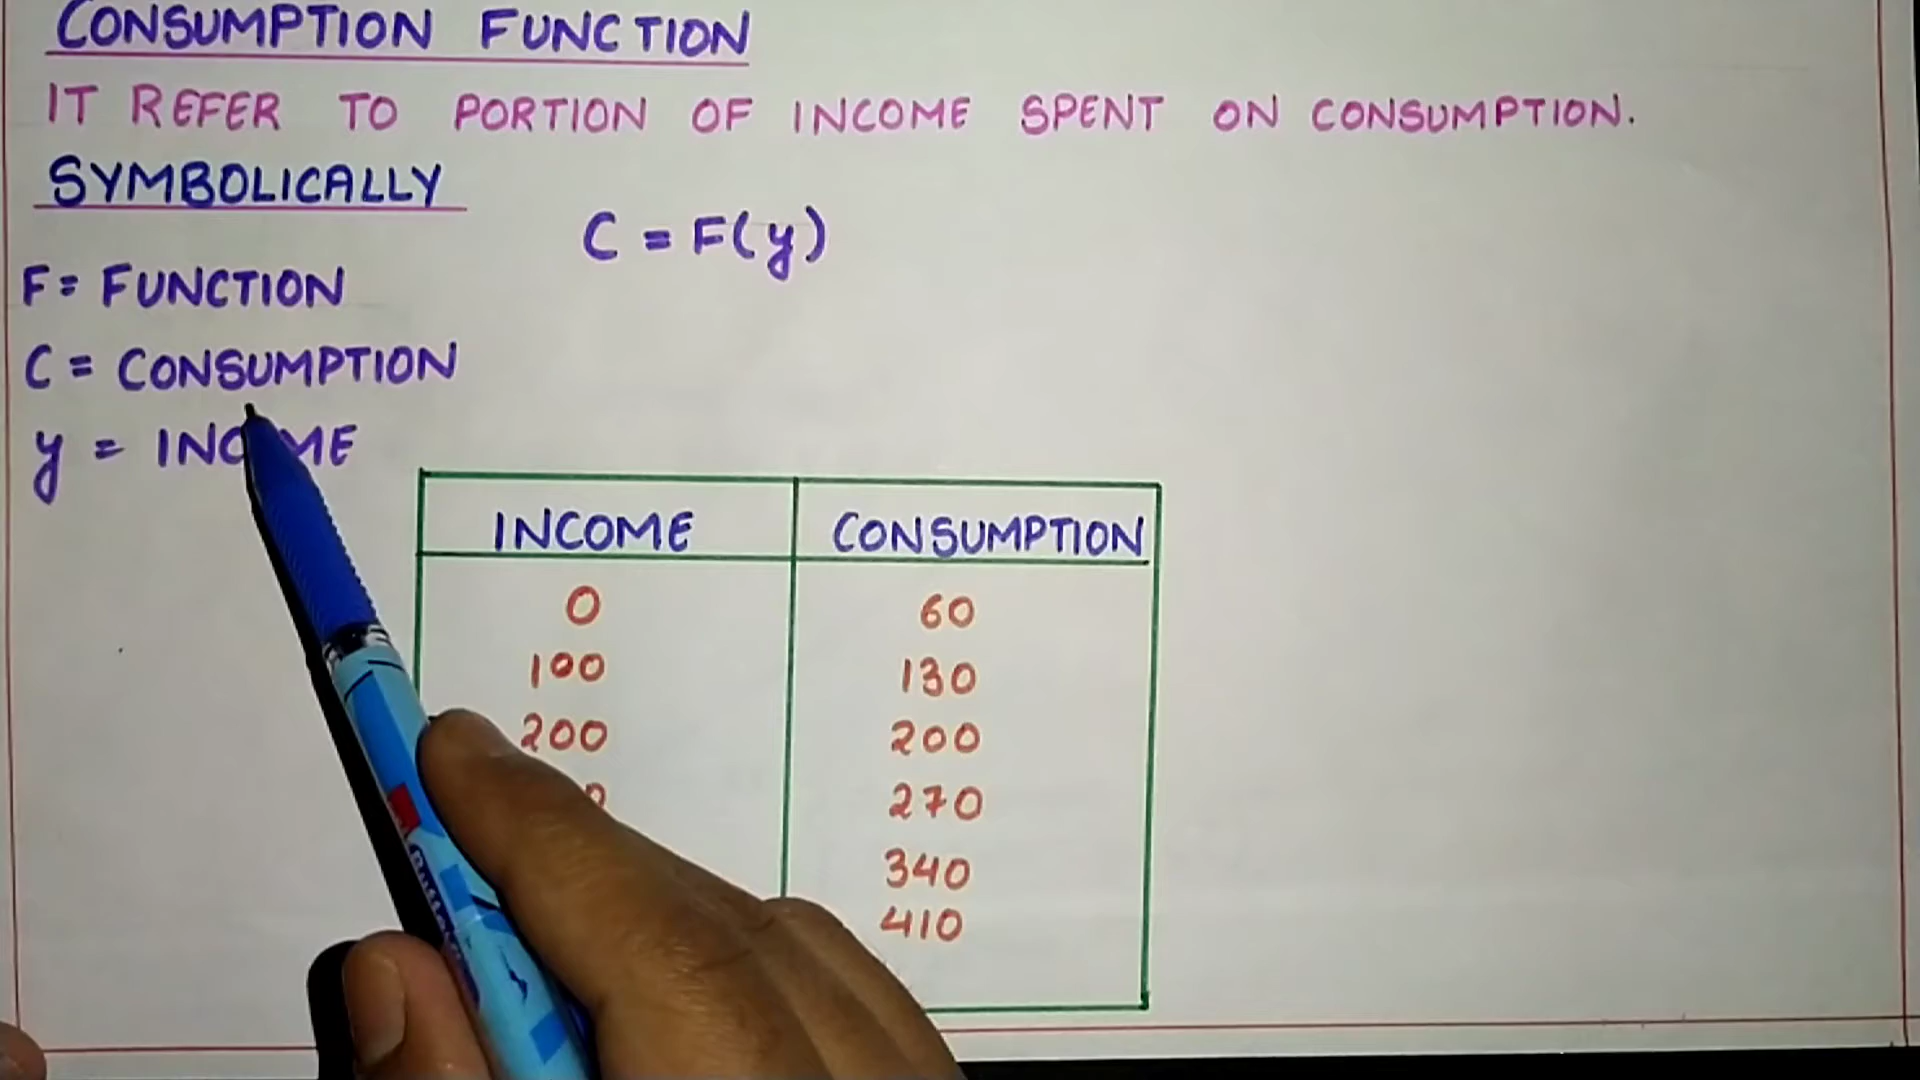 CONSUMPTION FUNCTION
IT REFER TO PORTION OF INCOME SPENT ON CONSUMPTION.
SYMBOLICALLY
C = F(y)
F = FUNCTION
C = CONSUMPTION
y = INCOME
INCOME CONSUMPTION
0 60
100 130
200 200
270
340
410